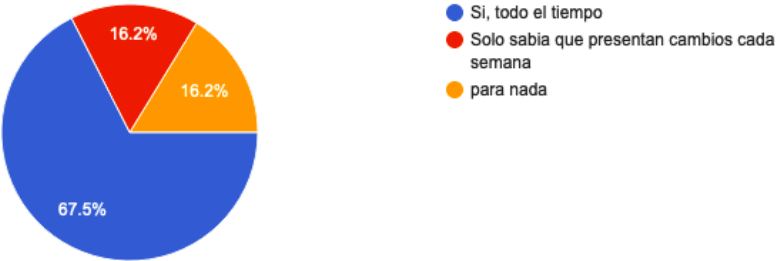 16.2%
16.2%
67.5%
Si, todo el tiempo
Solo sabia que presentan cambios cada
semana
para nada